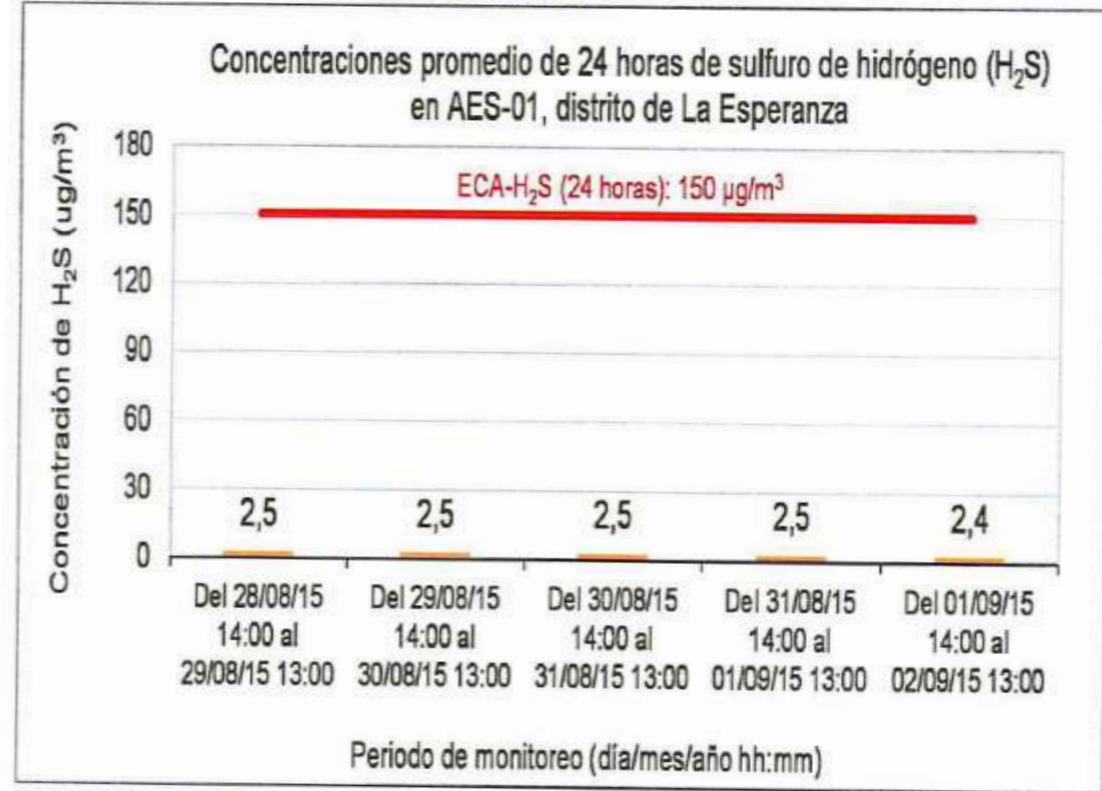 Concentraciones promedio de 24 horas de sulfuro de hidrógeno (H₂S)
en AES-01, distrito de La Esperanza
Concentración de H₂S (ug/m³)
180
150
120
90
60
30
0
ECA-H₂S (24 horas): 150 µg/m³
2,5
2,5
2,5
2,5
2,4
Del 28/08/15
14:00 al
29/08/15 13:00
Del 29/08/15
14:00 al
30/08/15 13:00
Del 30/08/15
14:00 al
31/08/15 13:00
Del 31/08/15
14:00 al
01/09/15 13:00
Del 01/09/15
14:00 al
02/09/15 13:00
Periodo de monitoreo (día/mes/año hh:mm)